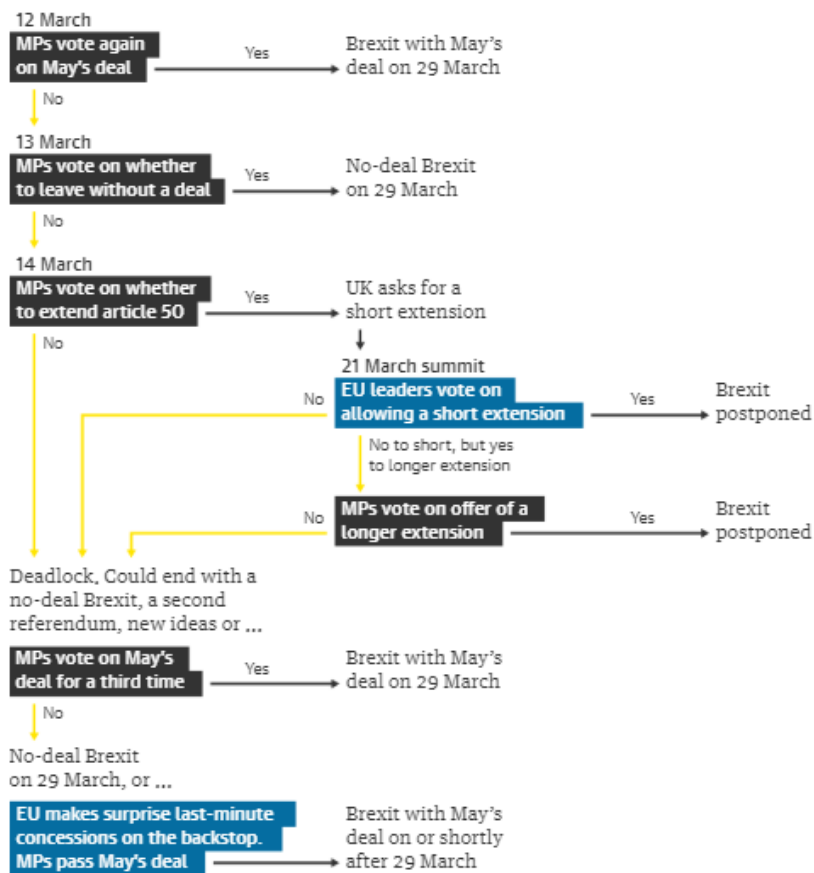 12 March
MPs vote again
on May's deal
Yes
Brexit with May's
deal on 29 March
No
13 March
MPs vote on whether
to leave without a deal
Yes
No-deal Brexit
on 29 March
No
14 March
MPs vote on whether
to extend article 50
Yes
UK asks for a
short extension
No
21 March summit
EU leaders vote on
allowing a short extension
No
Yes
Brexit
postponed
No to short, but yes
to longer extension
MPs vote on offer of a
longer extension
No
Yes
Brexit
postponed
Deadlock. Could end with a
no-deal Brexit, a second
referendum, new ideas or ...
MPs vote on May's
deal for a third time
Yes
Brexit with May's
deal on 29 March
No
No-deal Brexit
on 29 March, or ...
EU makes surprise last-minute
concessions on the backstop.
MPs pass May's deal
Brexit with May's
deal on or shortly
after 29 March